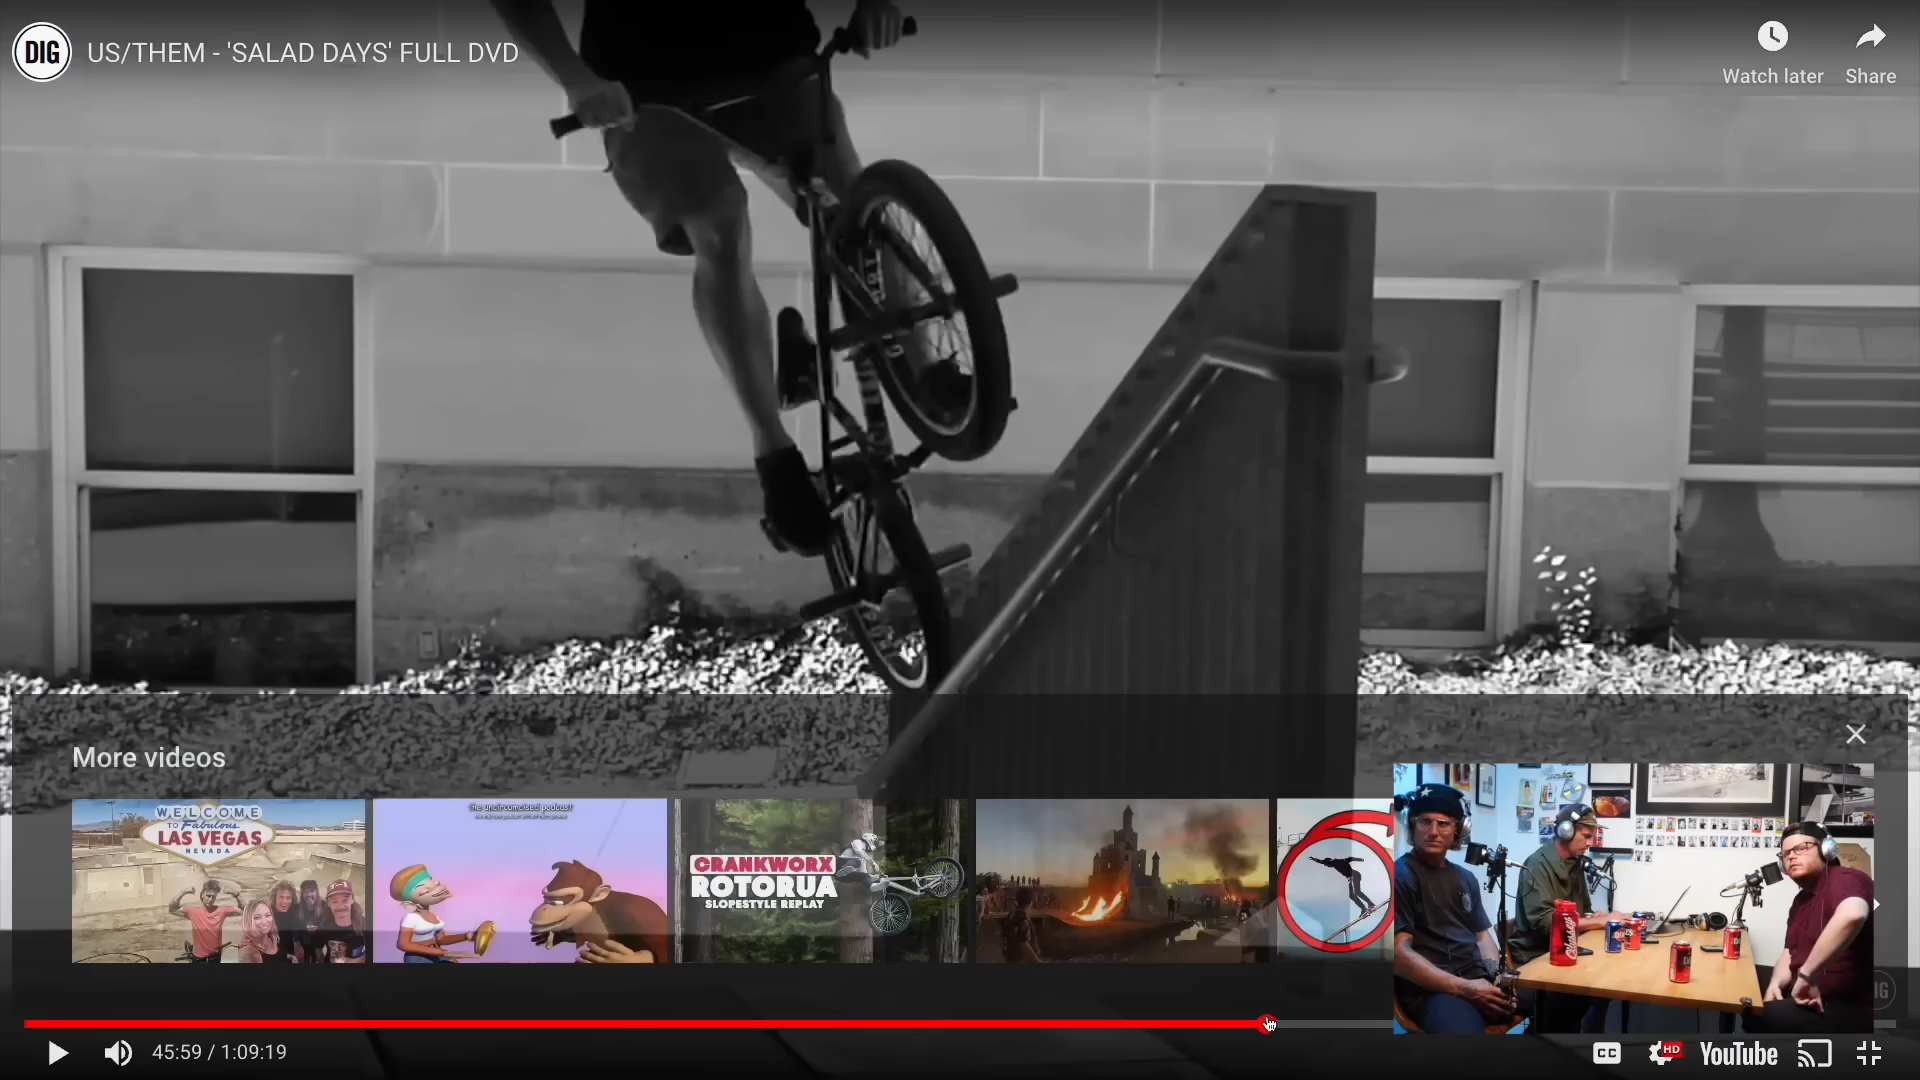 DIG
US/THEM - 'SALAD DAYS' FULL DVD
Watch later
Share
More videos
WELCOME
TO Fabulous
LAS VEGAS
NEVADA
the uncircumcised podcast
CRANKWORX
ROTORUA
SLOPESTYLE REPLAY
45:59 / 1:09:19
CC
HD
YouTube